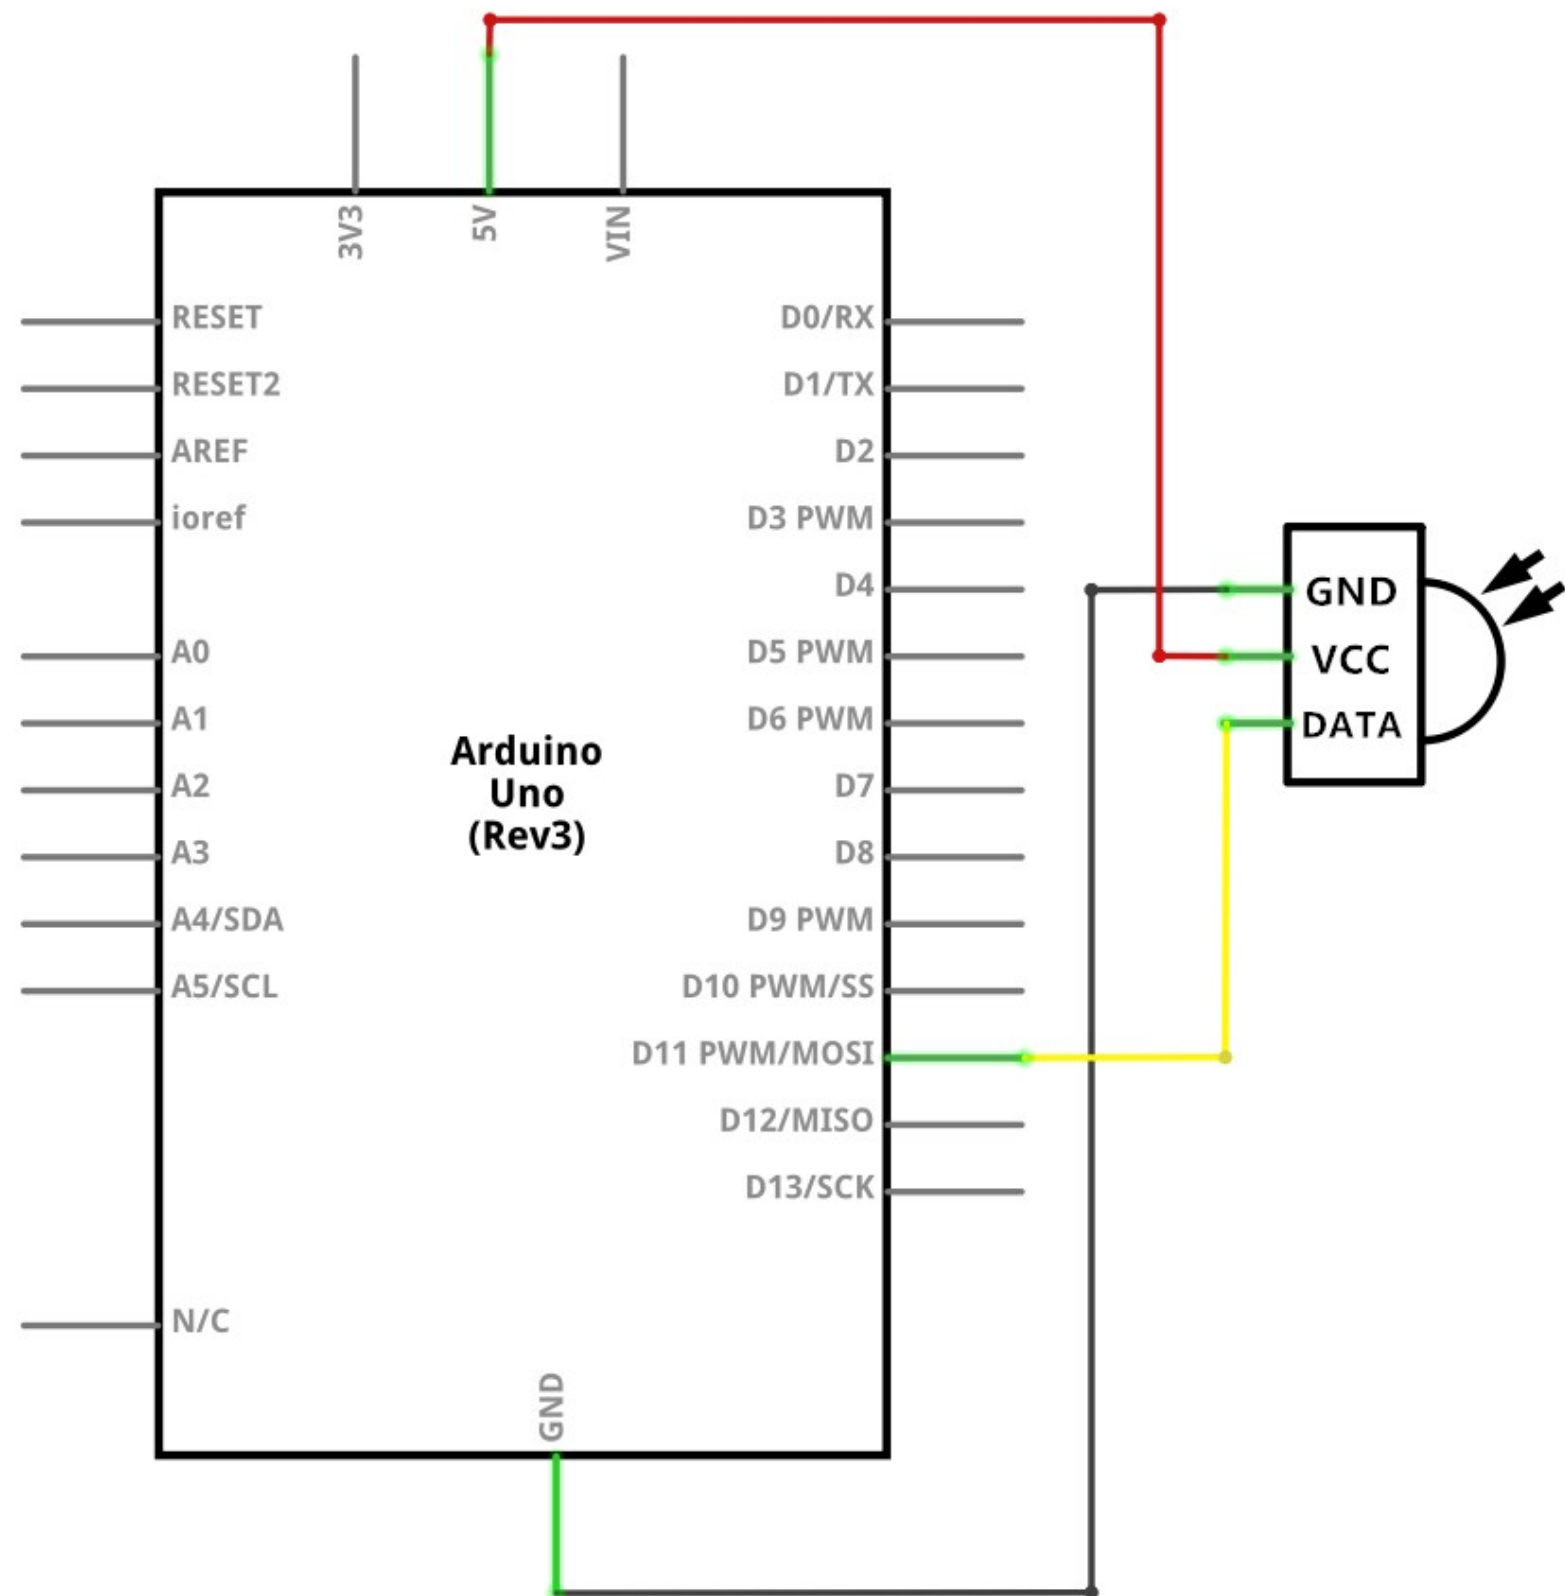 3V3
5V
VIN
RESET
D0/RX
RESET2
D1/TX
AREF
D2
ioref
D3 PWM
D4
GND
A0
D5 PWM
VCC
A1
D6 PWM
DATA
Arduino
Uno
(Rev3)
A2
D7
A3
D8
A4/SDA
D9 PWM
A5/SCL
D10 PWM/SS
D11 PWM/MOSI
D12/MISO
D13/SCK
N/C
GND